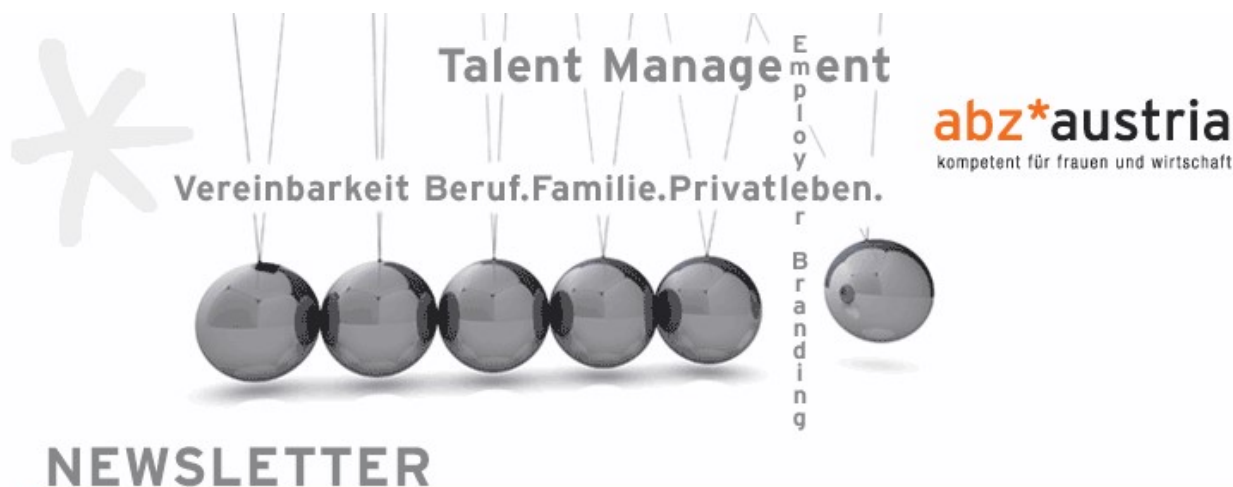 Talent Management
Employer Branding
abz*austria
kompetent für frauen und wirtschaft
Vereinbarkeit Beruf.Familie.Privatleben.
NEWSLETTER